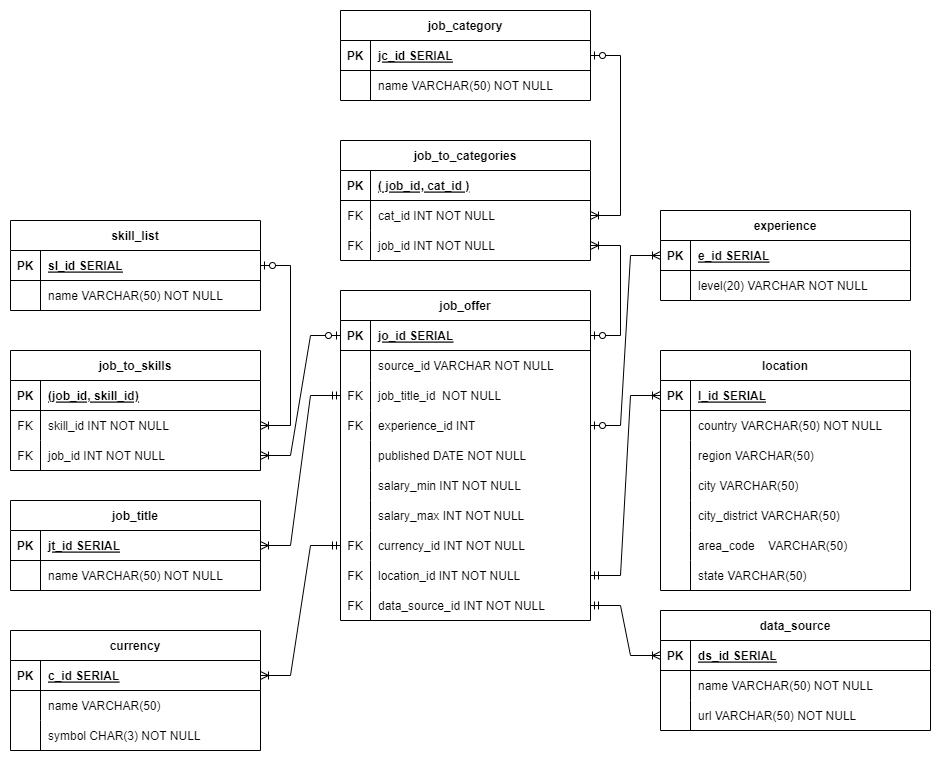 job_category
PK jc_id SERIAL
name VARCHAR(50) NOT NULL
job_to_categories
PK ( job_id, cat_id )
FK cat_id INT NOT NULL
FK job_id INT NOT NULL
skill_list
PK sl_id SERIAL
name VARCHAR(50) NOT NULL
experience
PK e_id SERIAL
level(20) VARCHAR NOT NULL
job_to_skills
PK (job_id, skill_id)
FK skill_id INT NOT NULL
FK job_id INT NOT NULL
job_offer
PK jo_id SERIAL
source_id VARCHAR NOT NULL
FK job_title_id  NOT NULL
FK experience_id INT
published DATE NOT NULL
salary_min INT NOT NULL
salary_max INT NOT NULL
FK currency_id INT NOT NULL
FK location_id INT NOT NULL
FK data_source_id INT NOT NULL
location
PK l_id SERIAL
country VARCHAR(50) NOT NULL
region VARCHAR(50)
city VARCHAR(50)
city_district VARCHAR(50)
area_code    VARCHAR(50)
state VARCHAR(50)
job_title
PK jt_id SERIAL
name VARCHAR(50) NOT NULL
currency
PK c_id SERIAL
name VARCHAR(50)
symbol CHAR(3) NOT NULL
data_source
PK ds_id SERIAL
name VARCHAR(50) NOT NULL
url VARCHAR(50) NOT NULL